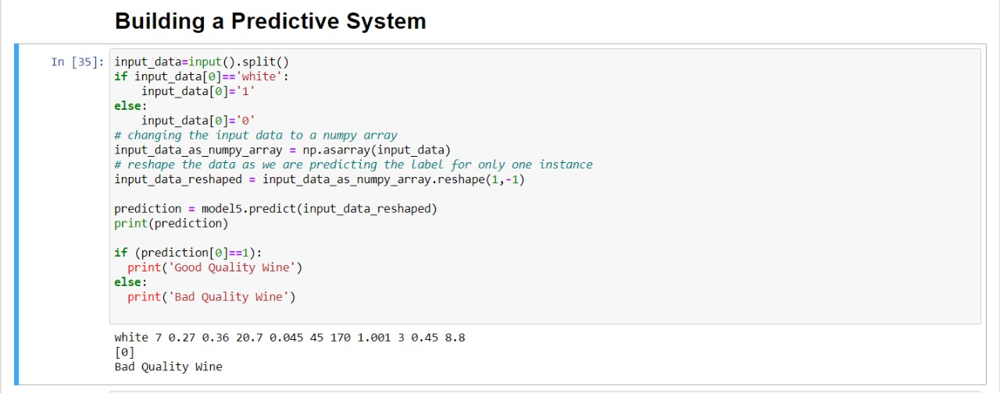 Building a Predictive System
In [35]: input_data=input().split()
if input_data[0]=='white':
    input_data[0]='1'
else:
    input_data[0]='0'
# changing the input data to a numpy array
input_data_as_numpy_array = np.asarray(input_data)
# reshape the data as we are predicting the label for only one instance
input_data_reshaped = input_data_as_numpy_array.reshape(1,-1)
prediction = model5.predict(input_data_reshaped)
print(prediction)
if (prediction[0]==1):
  print('Good Quality Wine')
else:
  print('Bad Quality Wine')
white 7 0.27 0.36 20.7 0.045 45 170 1.001 3 0.45 8.8
[0]
Bad Quality Wine